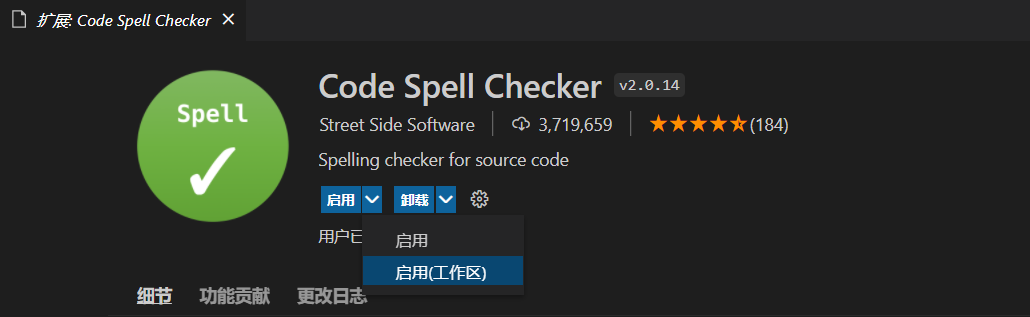 扩展: Code Spell Checker
Spell
Code Spell Checker v2.0.14
Street Side Software 3,719,659 (184)
Spelling checker for source code
启用 卸载
用户已
启用
启用(工作区)
细节 功能贡献 更改日志